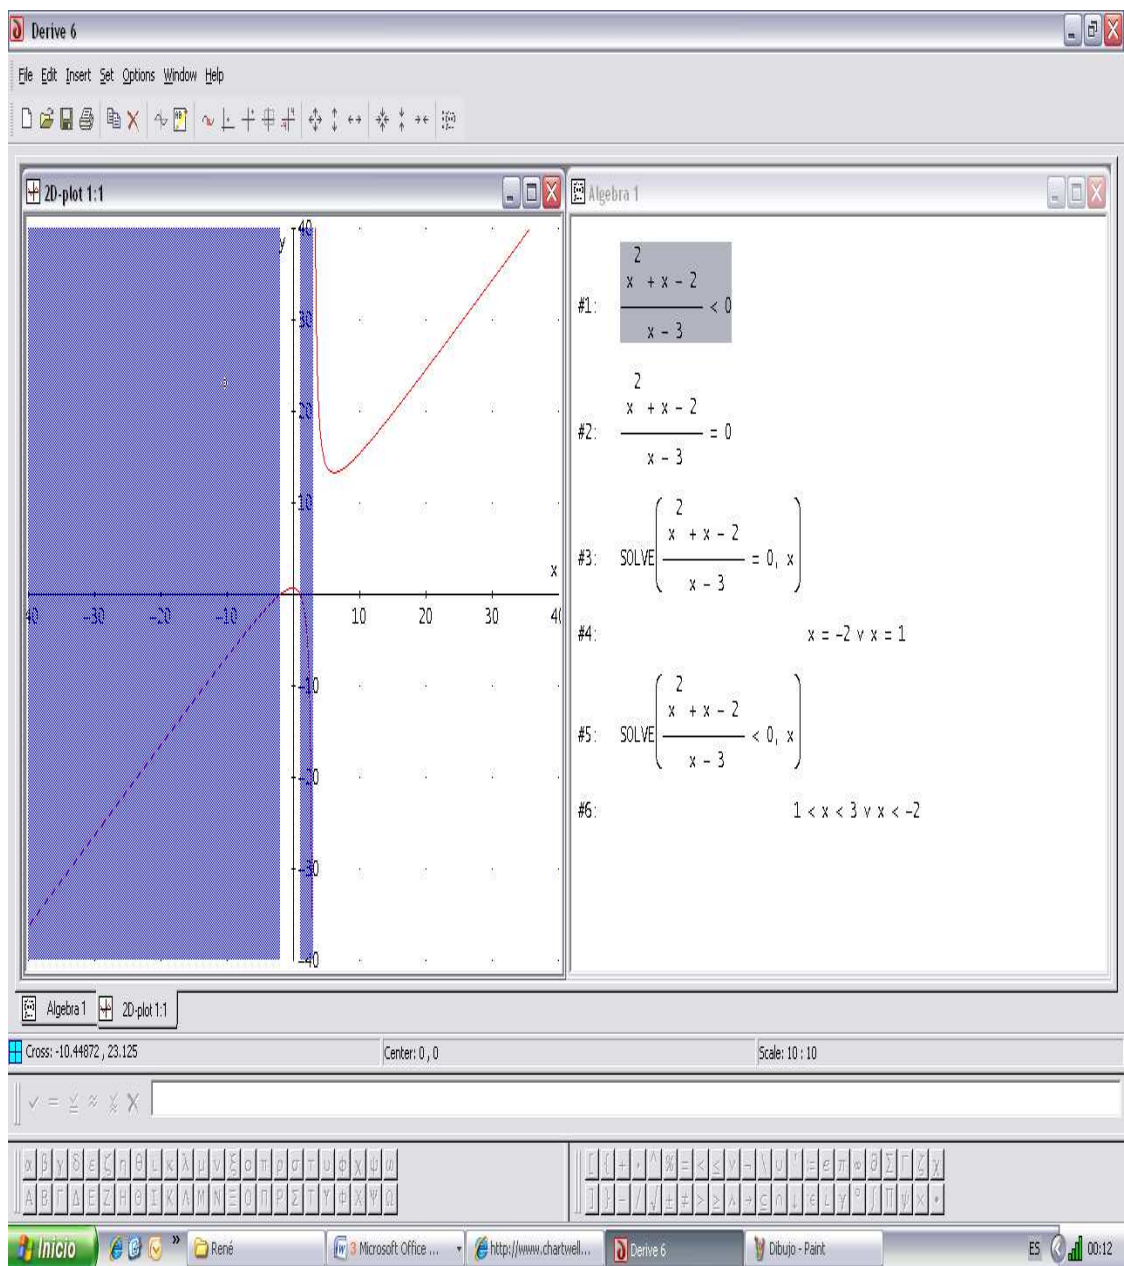 Derive 6
File Edit Insert Set Options Window Help
2D-plot 1:1
Algebra 1
y
40
30
20
10
x
40 -30 -20 -10 10 20 30 40
-10
-20
-30
-40
#1: (x^2 + x - 2)/(x - 3) < 0
#2: (x^2 + x - 2)/(x - 3) = 0
#3: SOLVE((x^2 + x - 2)/(x - 3) = 0, x)
#4: x = -2 ∨ x = 1
#5: SOLVE((x^2 + x - 2)/(x - 3) < 0, x)
#6: 1 < x < 3 ∨ x < -2
Algebra 1 2D-plot 1:1
Cross: -10.44872 , 23.125 Center: 0 , 0 Scale: 10 : 10
α β γ δ ε ζ η θ ι κ λ μ ν ξ ο π ρ σ τ υ φ χ ψ ω
Α Β Γ Δ Ε Ζ Η Θ Ι Κ Λ Μ Ν Ξ Ο Π Ρ Σ Τ Υ Φ Χ Ψ Ω
Inicio » René 3 Microsoft Office ... http://www.chartwell... Derive 6 Dibujo - Paint ES 00:12